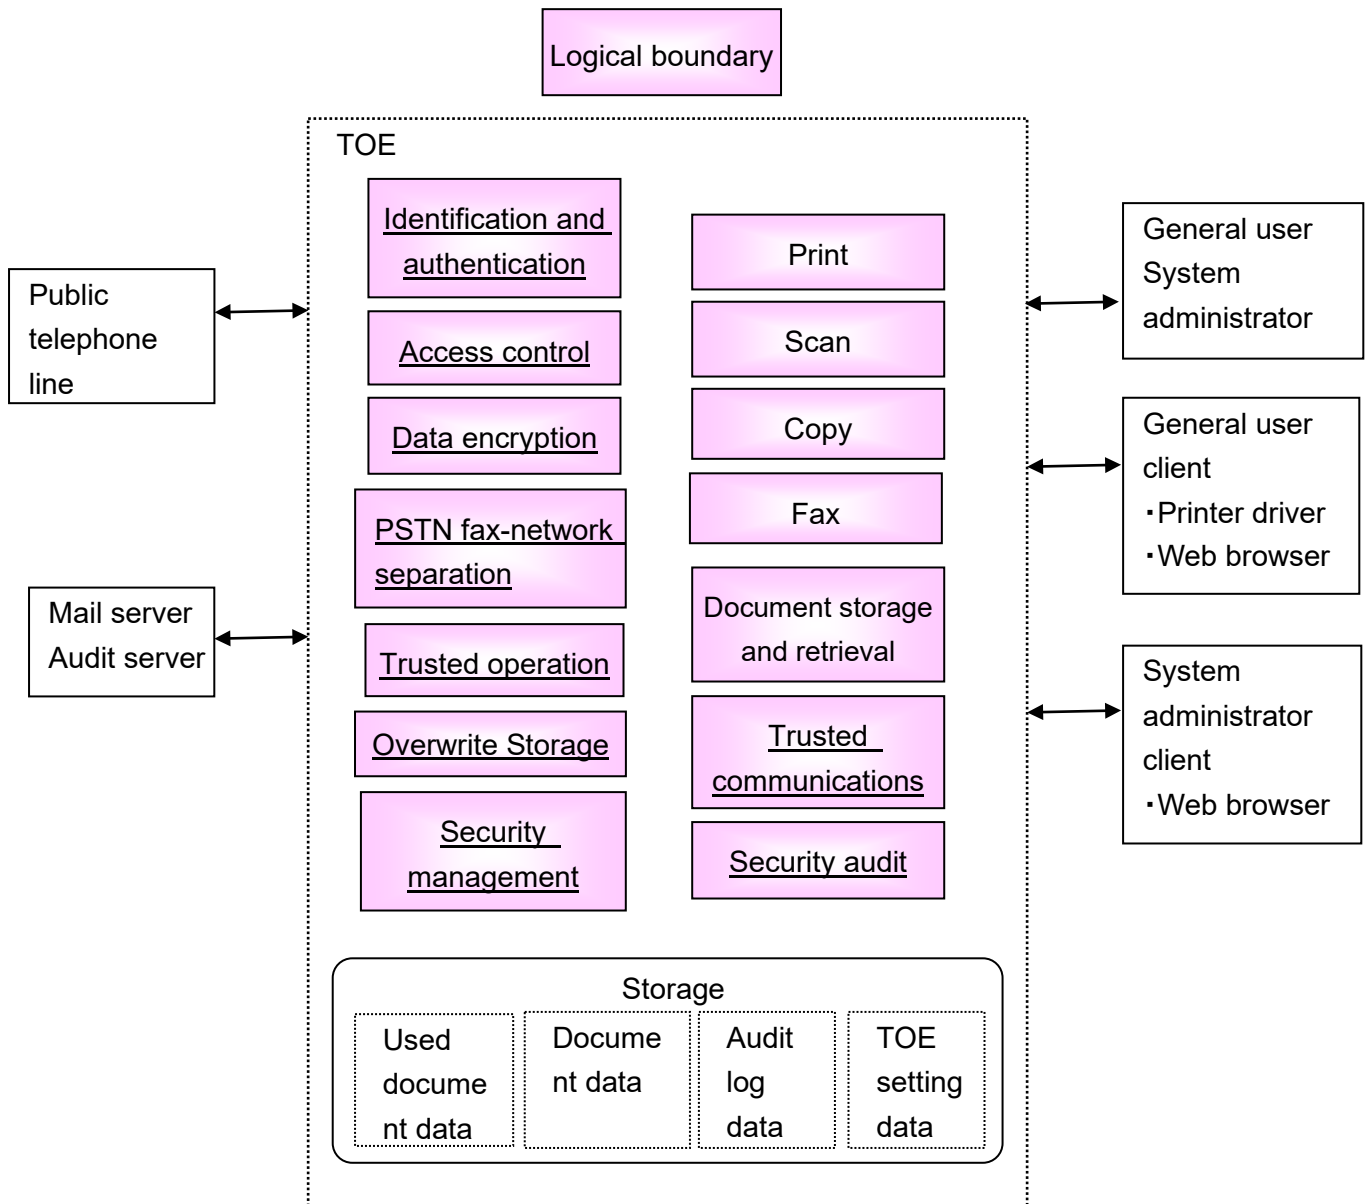 Logical boundary
TOE
Identification and
authentication
Access control
Data encryption
PSTN fax-network
separation
Trusted operation
Overwrite Storage
Security
management
Print
Scan
Copy
Fax
Document storage
and retrieval
Trusted
communications
Security audit
Public
telephone
line
Mail server
Audit server
General user
System
administrator
General user
client
・Printer driver
・Web browser
System
administrator
client
・Web browser
Storage
Used
docume
nt data
Docume
nt data
Audit
log
data
TOE
setting
data